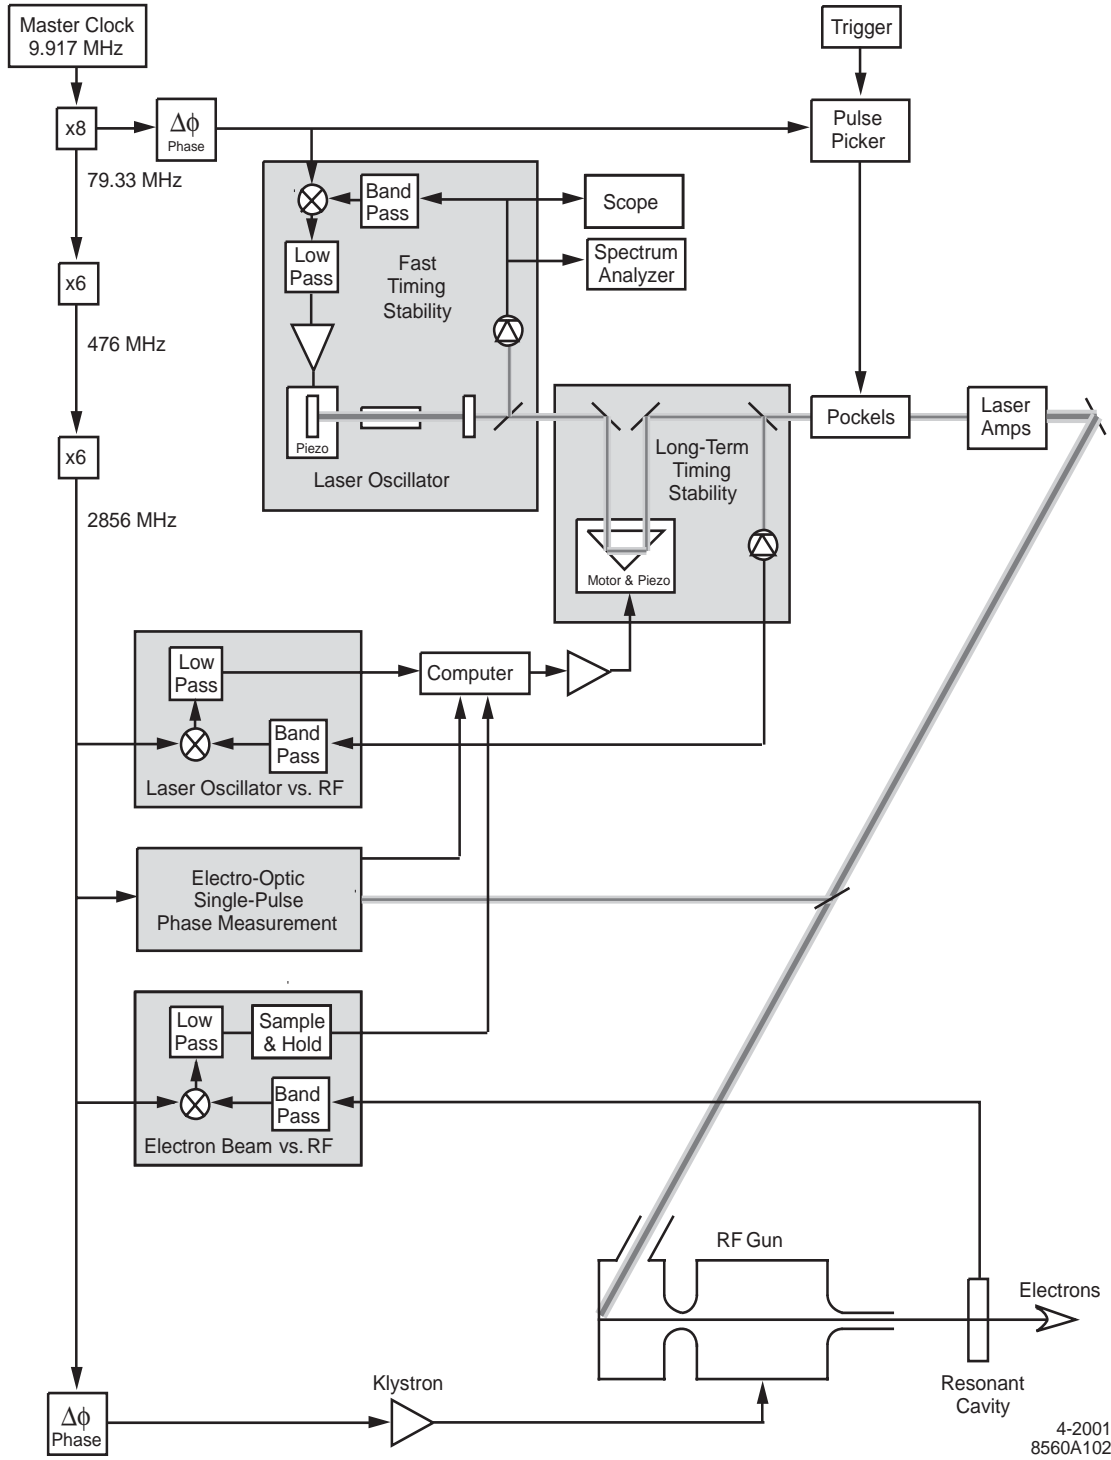 Master Clock
9.917 MHz
Trigger
x8
Δϕ
Phase
Pulse
Picker
79.33 MHz
Band
Pass
Scope
Low
Pass
Fast
Timing
Stability
Spectrum
Analyzer
x6
476 MHz
Piezo
Laser Oscillator
Pockels
Laser
Amps
x6
Long-Term
Timing
Stability
2856 MHz
Motor & Piezo
Low
Pass
Computer
Band
Pass
Laser Oscillator vs. RF
Electro-Optic
Single-Pulse
Phase Measurement
Low
Pass
Sample
& Hold
Band
Pass
Electron Beam vs. RF
RF Gun
Electrons
Resonant
Cavity
Klystron
Δϕ
Phase
4-2001
8560A102